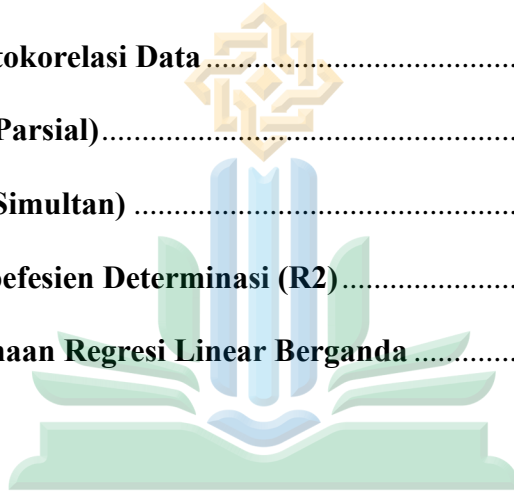 tokorelasi Data ......................................
Parsial) ...................................................
Simultan) ...............................................
oefesien Determinasi (R2) .....................
naan Regresi Linear Berganda .............